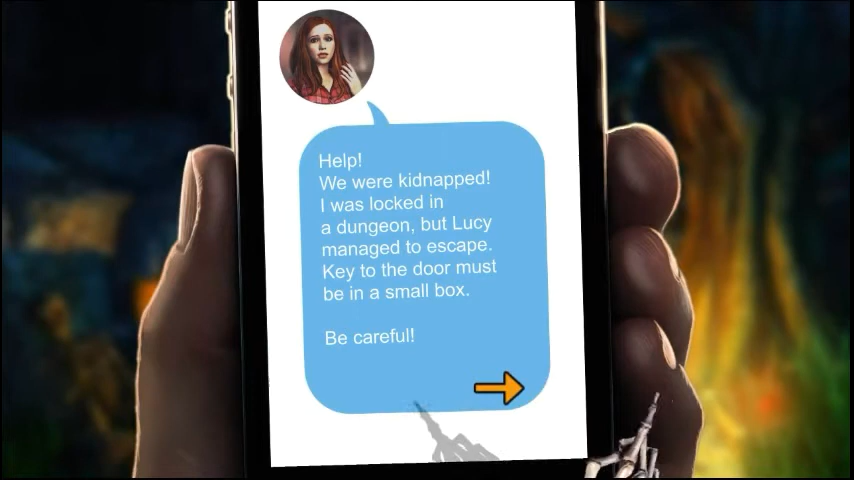 Help!
We were kidnapped!
I was locked in
a dungeon, but Lucy
managed to escape.
Key to the door must
be in a small box.
Be careful!